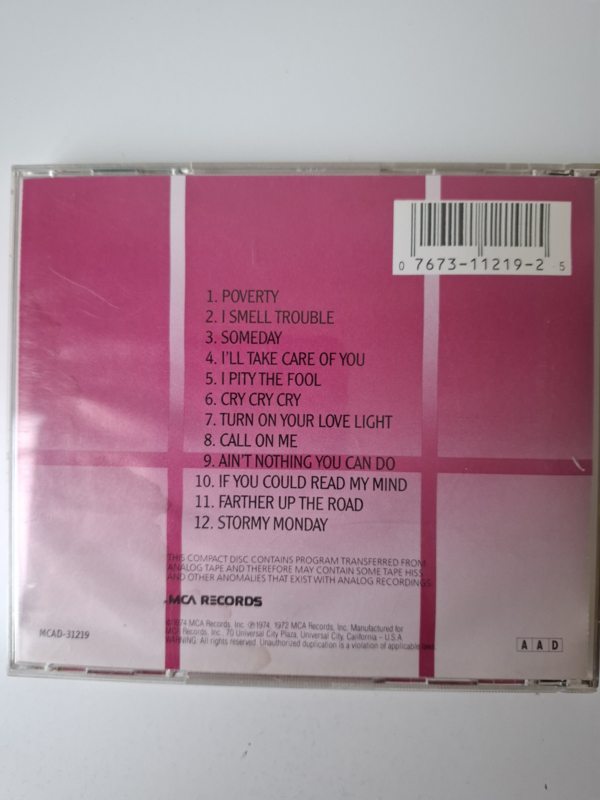 0 7673-11219-2 5
1. POVERTY
2. I SMELL TROUBLE
3. SOMEDAY
4. I'LL TAKE CARE OF YOU
5. I PITY THE FOOL
6. CRY CRY CRY
7. TURN ON YOUR LOVE LIGHT
8. CALL ON ME
9. AIN'T NOTHING YOU CAN DO
10. IF YOU COULD READ MY MIND
11. FARTHER UP THE ROAD
12. STORMY MONDAY
THIS COMPACT DISC CONTAINS PROGRAM TRANSFERRED FROM
ANALOG TAPE AND THEREFORE MAY CONTAIN SOME TAPE HISS
AND OTHER ANOMALIES THAT EXIST WITH ANALOG RECORDINGS.
MCA RECORDS
©1974 MCA Records, Inc. ℗1974, 1972 MCA Records, Inc. Manufactured for
MCA Records, Inc., 70 Universal City Plaza, Universal City, California – U.S.A.
WARNING: All rights reserved. Unauthorized duplication is a violation of applicable laws.
MCAD-31219
A A D